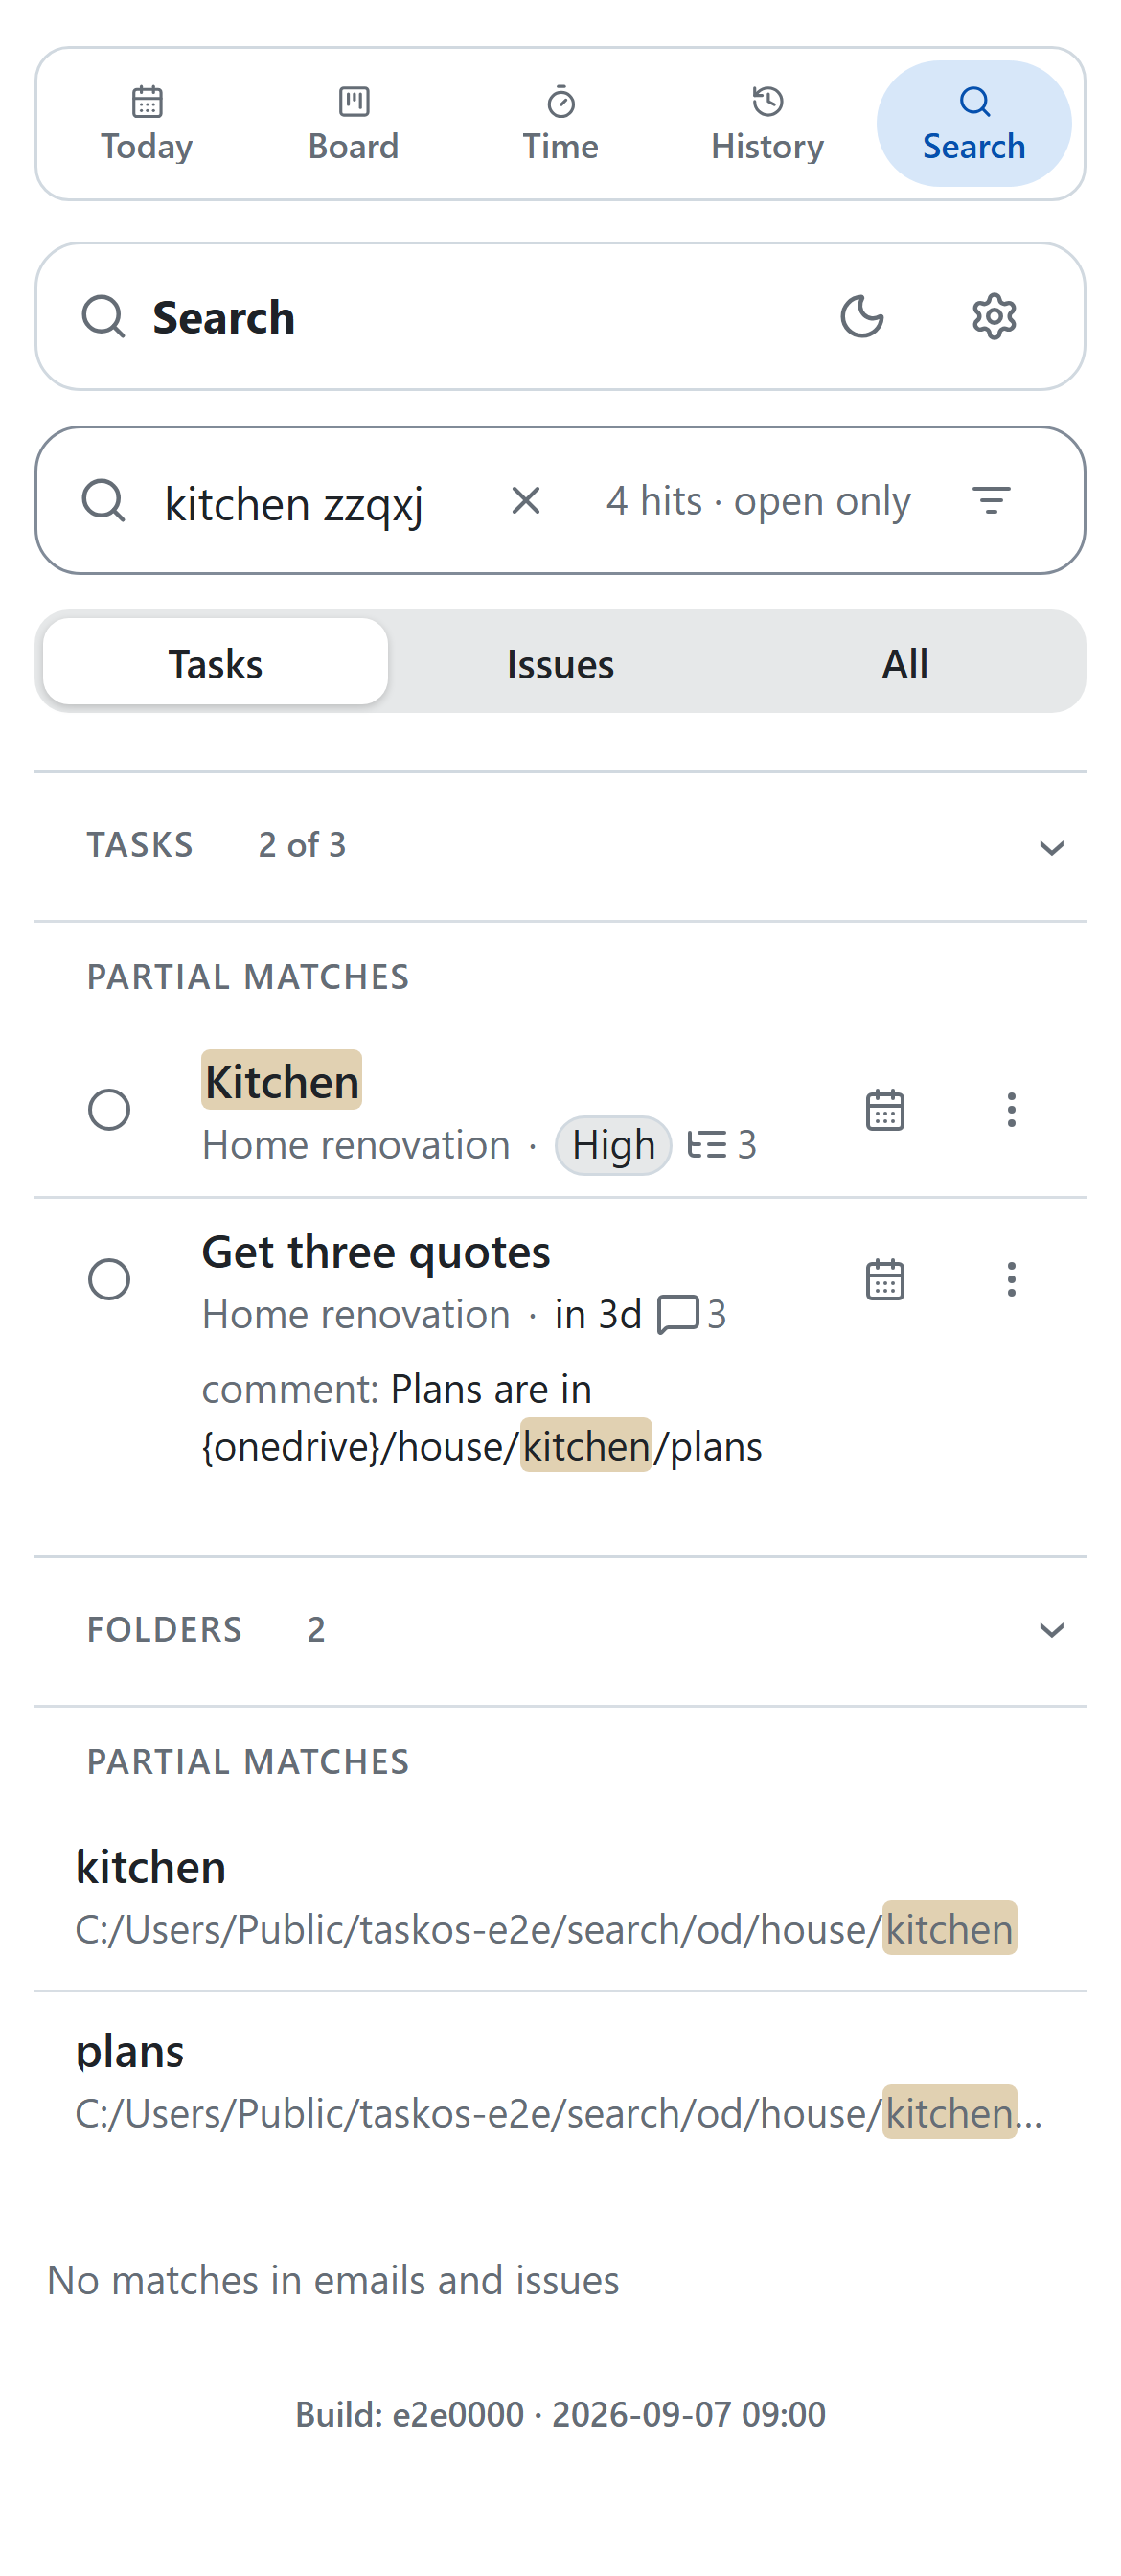 Today Board Time History Search
Search
kitchen zzqxj 4 hits · open only
Tasks Issues All
TASKS 2 of 3
PARTIAL MATCHES
Kitchen
Home renovation · High 3
Get three quotes
Home renovation · in 3d 3
comment: Plans are in
{onedrive}/house/kitchen/plans
FOLDERS 2
PARTIAL MATCHES
kitchen
C:/Users/Public/taskos-e2e/search/od/house/kitchen
plans
C:/Users/Public/taskos-e2e/search/od/house/kitchen...
No matches in emails and issues
Build: e2e0000 · 2026-09-07 09:00